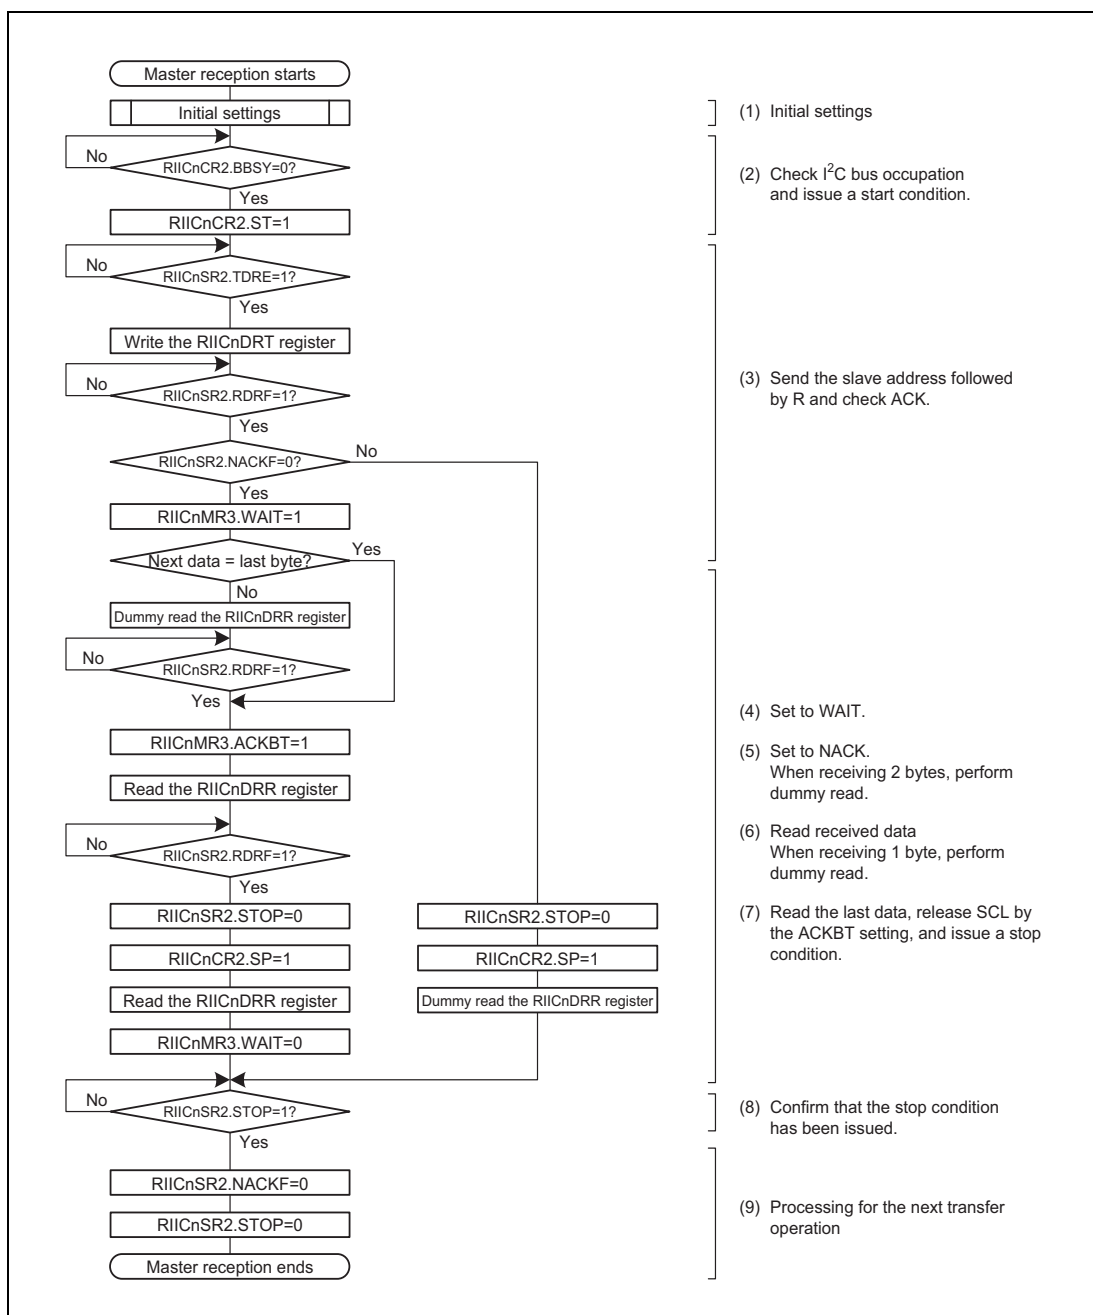 Master reception starts
Initial settings
(1) Initial settings
No
RIICnCR2.BBSY=0?
Yes
(2) Check I2C bus occupation
and issue a start condition.
RIICnCR2.ST=1
No
RIICnSR2.TDRE=1?
Yes
Write the RIICnDRT register
No
RIICnSR2.RDRF=1?
Yes
(3) Send the slave address followed
by R and check ACK.
RIICnSR2.NACKF=0?
No
Yes
RIICnMR3.WAIT=1
Next data = last byte?
Yes
No
Dummy read the RIICnDRR register
No
RIICnSR2.RDRF=1?
Yes
(4) Set to WAIT.
RIICnMR3.ACKBT=1
(5) Set to NACK.
When receiving 2 bytes, perform
dummy read.
Read the RIICnDRR register
No
RIICnSR2.RDRF=1?
Yes
(6) Read received data
When receiving 1 byte, perform
dummy read.
RIICnSR2.STOP=0
RIICnSR2.STOP=0
(7) Read the last data, release SCL by
the ACKBT setting, and issue a stop
condition.
RIICnCR2.SP=1
RIICnCR2.SP=1
Read the RIICnDRR register
Dummy read the RIICnDRR register
RIICnMR3.WAIT=0
No
RIICnSR2.STOP=1?
Yes
(8) Confirm that the stop condition
has been issued.
RIICnSR2.NACKF=0
RIICnSR2.STOP=0
(9) Processing for the next transfer
operation
Master reception ends